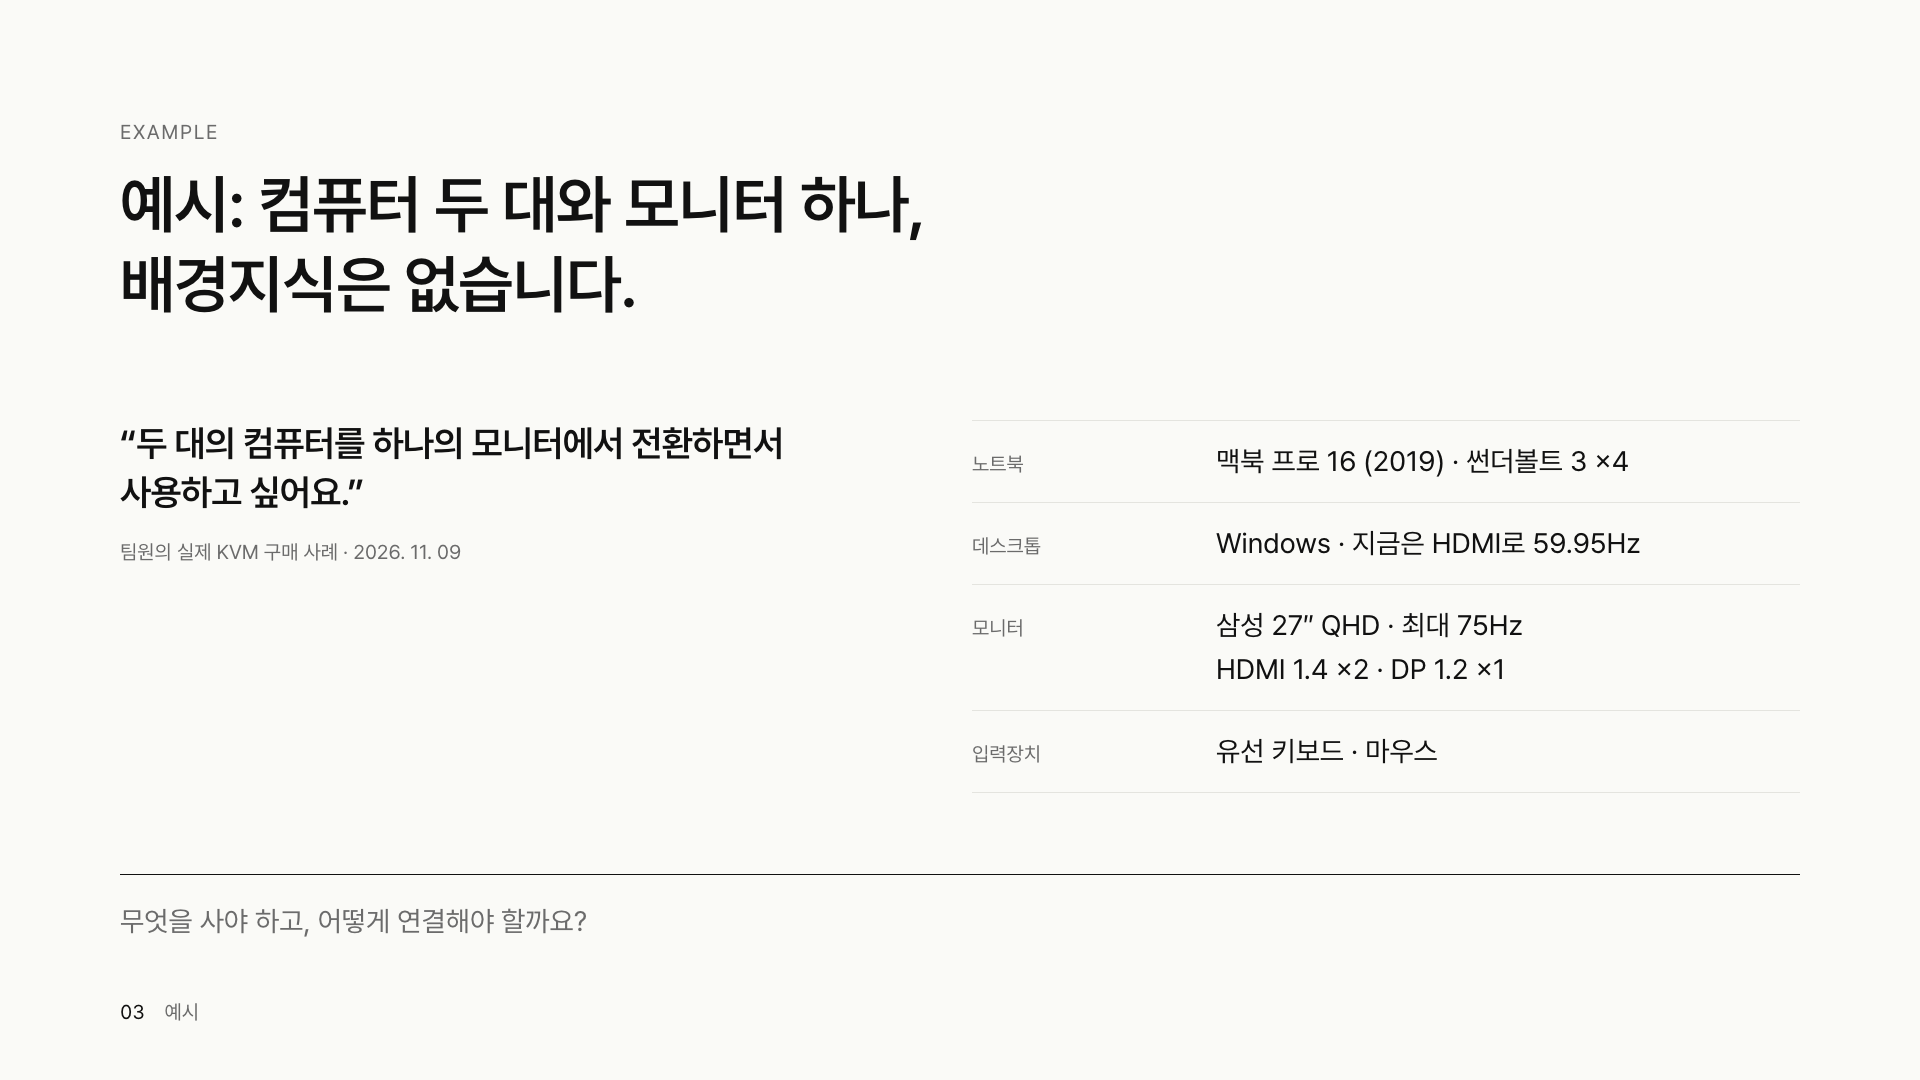 EXAMPLE
예시: 컴퓨터 두 대와 모니터 하나,
배경지식은 없습니다.
“두 대의 컴퓨터를 하나의 모니터에서 전환하면서
사용하고 싶어요.”
팀원의 실제 KVM 구매 사례 · 2026. 11. 09
노트북 맥북 프로 16 (2019) · 썬더볼트 3 ×4
데스크톱 Windows · 지금은 HDMI로 59.95Hz
모니터 삼성 27″ QHD · 최대 75Hz
HDMI 1.4 ×2 · DP 1.2 ×1
입력장치 유선 키보드 · 마우스
무엇을 사야 하고, 어떻게 연결해야 할까요?
03 예시